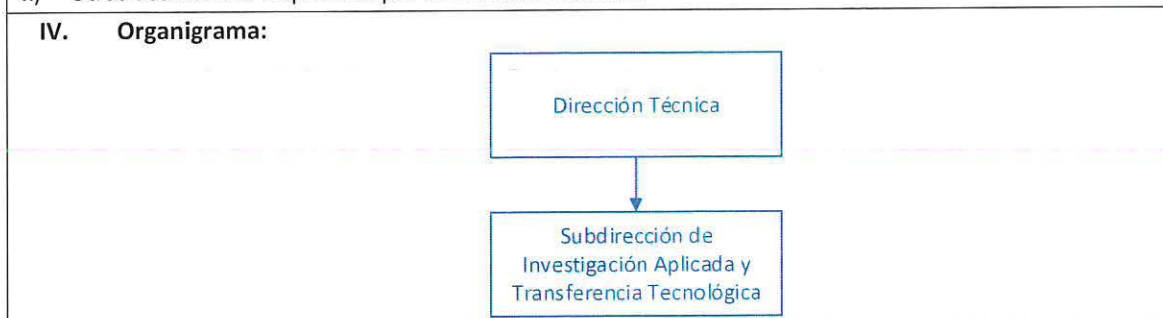 IV. Organigrama:
Dirección Técnica
Subdirección de
Investigación Aplicada y
Transferencia Tecnológica